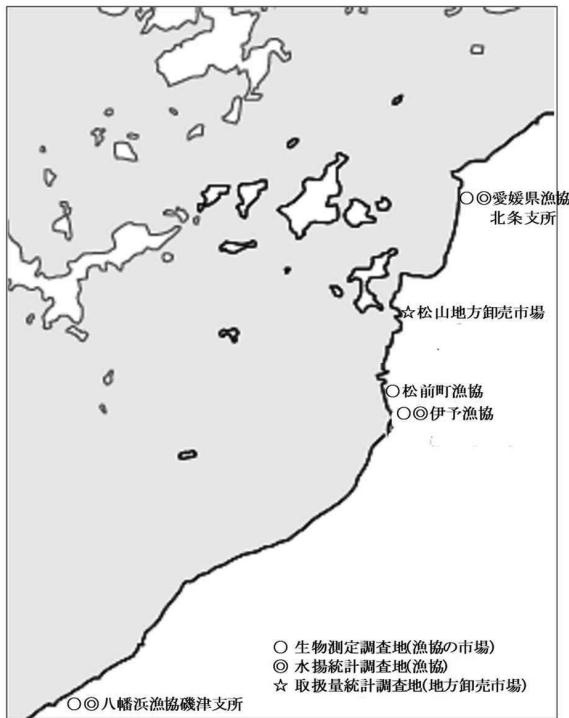 ○◎愛媛県漁協
北条支所
☆松山地方卸売市場
○松前町漁協
○◎伊予漁協
○ 生物測定調査地(漁協の市場)
◎ 水揚統計調査地(漁協)
☆ 取扱量統計調査地(地方卸売市場)
○◎八幡浜漁協磯津支所